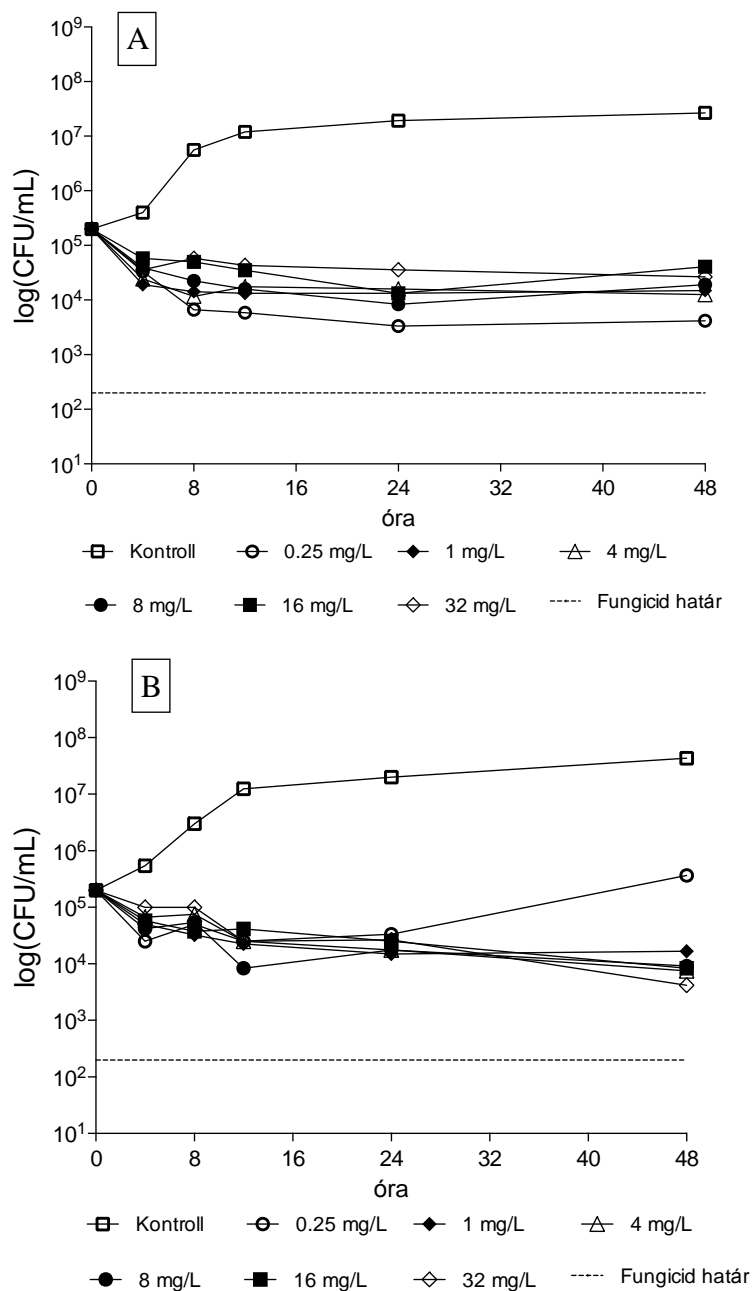 A
10⁹
10⁸
10⁷
10⁶
10⁵
10⁴
10³
10²
10¹
log(CFU/mL)
0 8 16 24 32 40 48
óra
Kontroll 0.25 mg/L 1 mg/L 4 mg/L
8 mg/L 16 mg/L 32 mg/L Fungicid határ
B
10⁹
10⁸
10⁷
10⁶
10⁵
10⁴
10³
10²
10¹
log(CFU/mL)
0 8 16 24 32 40 48
óra
Kontroll 0.25 mg/L 1 mg/L 4 mg/L
8 mg/L 16 mg/L 32 mg/L Fungicid határ